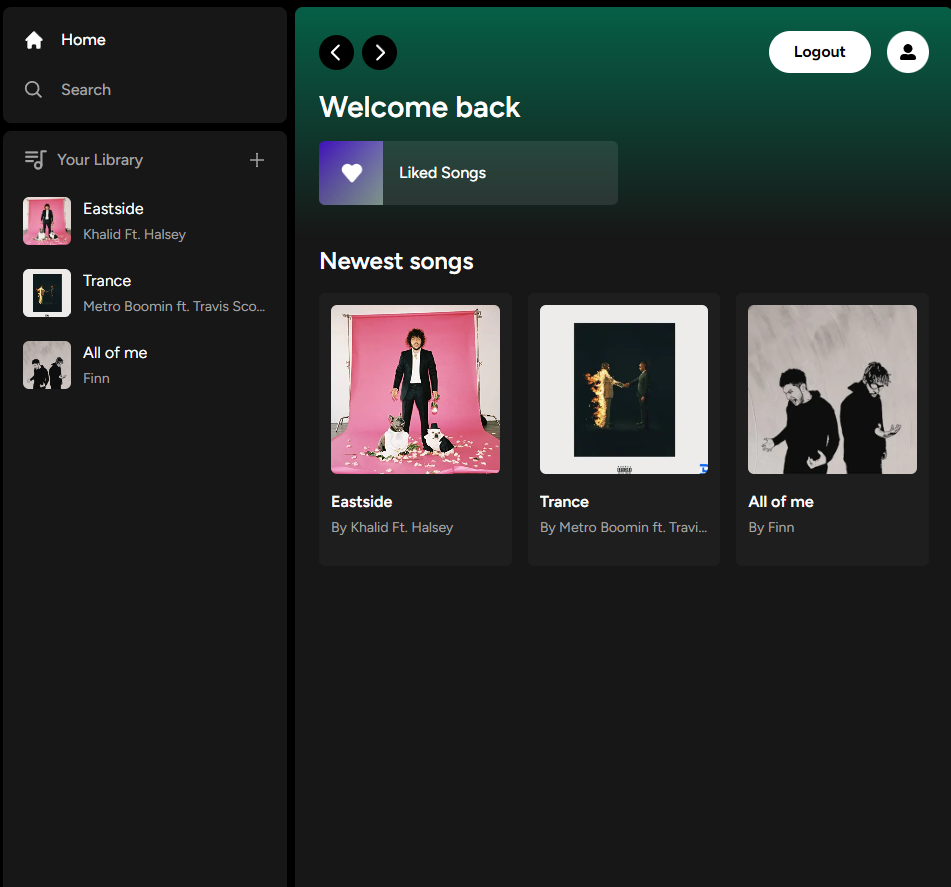 Home
Search
Your Library
Eastside
Khalid Ft. Halsey
Trance
Metro Boomin ft. Travis Sco...
All of me
Finn
Logout
Welcome back
Liked Songs
Newest songs
Eastside
By Khalid Ft. Halsey
Trance
By Metro Boomin ft. Travi...
All of me
By Finn